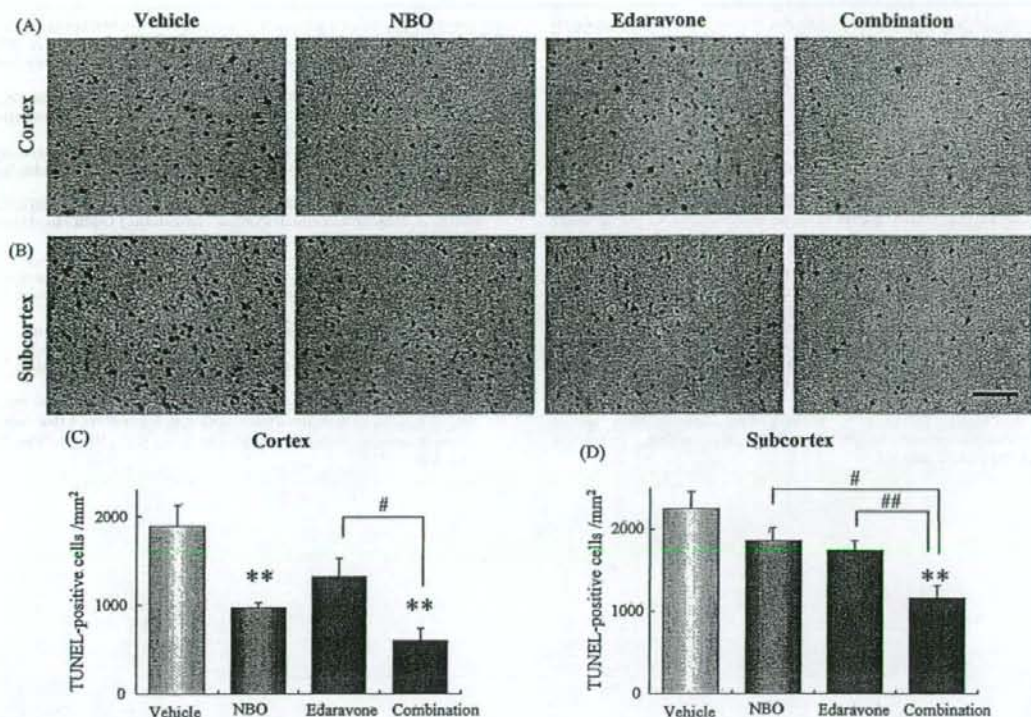 Vehicle NBO Edaravone Combination
(A)
Cortex
(B)
Subcortex
(C) Cortex
TUNEL-positive cells /mm²
2000
1000
0
#
**
**
Vehicle NBO Edaravone Combination
(D) Subcortex
TUNEL-positive cells /mm²
2000
1000
0
#
##
**
Vehicle NBO Edaravone Combination